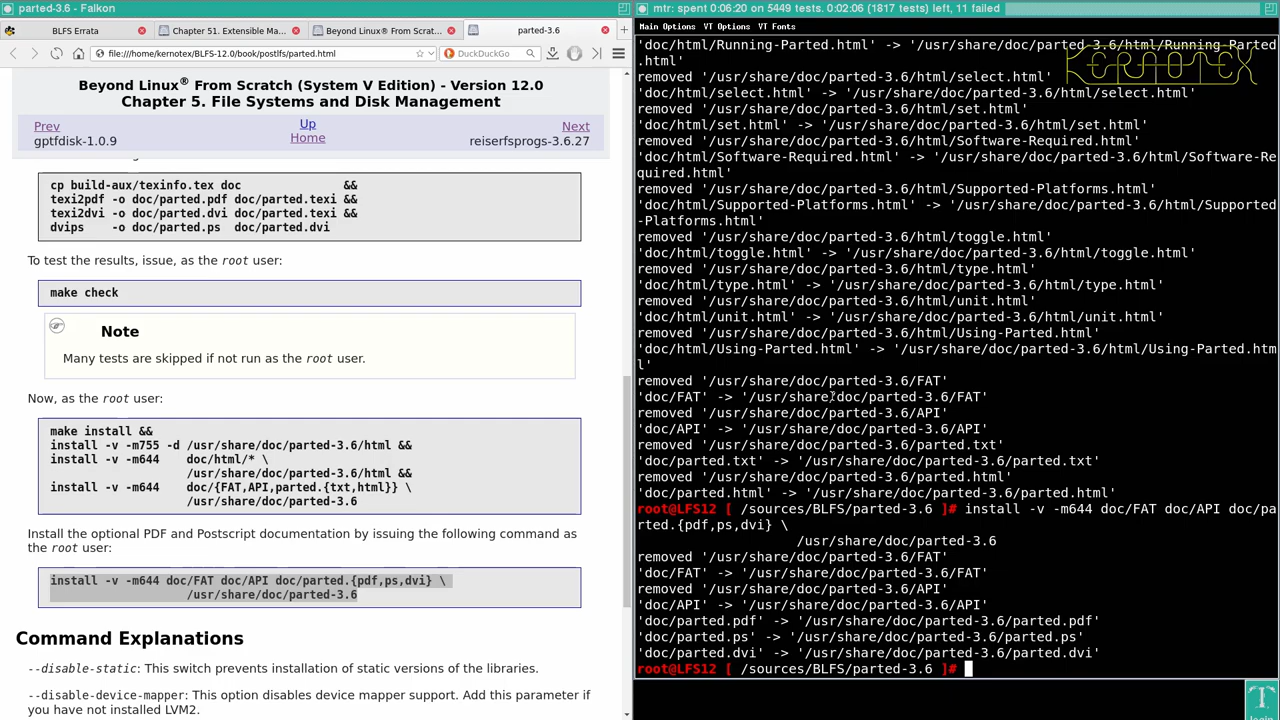 parted-3.6 - Falkon
BLFS Errata
Chapter 51. Extensible Ma...
Beyond Linux® From Scrat...
parted-3.6
file:///home/kernotex/BLFS-12.0/book/postlfs/parted.html
DuckDuckGo
Beyond Linux® From Scratch (System V Edition) - Version 12.0
Chapter 5. File Systems and Disk Management
Prev
gptfdisk-1.0.9
Up
Home
Next
reiserfsprogs-3.6.27
cp build-aux/texinfo.tex doc &&
texi2pdf -o doc/parted.pdf doc/parted.texi &&
texi2dvi -o doc/parted.dvi doc/parted.texi &&
dvips -o doc/parted.ps doc/parted.dvi
To test the results, issue, as the root user:
make check
Note
Many tests are skipped if not run as the root user.
Now, as the root user:
make install &&
install -v -m755 -d /usr/share/doc/parted-3.6/html &&
install -v -m644 doc/html/* \
/usr/share/doc/parted-3.6/html &&
install -v -m644 doc/{FAT,API,parted.{txt,html}} \
/usr/share/doc/parted-3.6
Install the optional PDF and Postscript documentation by issuing the following command as
the root user:
install -v -m644 doc/FAT doc/API doc/parted.{pdf,ps,dvi} \
/usr/share/doc/parted-3.6
Command Explanations
--disable-static: This switch prevents installation of static versions of the libraries.
--disable-device-mapper: This option disables device mapper support. Add this parameter if
you have not installed LVM2.
mtr: spent 0:06:20 on 5449 tests. 0:02:06 (1817 tests) left, 11 failed
Main Options VT Options VT Fonts
'doc/html/Running-Parted.html' -> '/usr/share/doc/parted-3.6/html/Running-Parted
.html'
removed '/usr/share/doc/parted-3.6/html/select.html'
'doc/html/select.html' -> '/usr/share/doc/parted-3.6/html/select.html'
removed '/usr/share/doc/parted-3.6/html/set.html'
'doc/html/set.html' -> '/usr/share/doc/parted-3.6/html/set.html'
removed '/usr/share/doc/parted-3.6/html/Software-Required.html'
'doc/html/Software-Required.html' -> '/usr/share/doc/parted-3.6/html/Software-Re
quired.html'
removed '/usr/share/doc/parted-3.6/html/Supported-Platforms.html'
'doc/html/Supported-Platforms.html' -> '/usr/share/doc/parted-3.6/html/Supported
-Platforms.html'
removed '/usr/share/doc/parted-3.6/html/toggle.html'
'doc/html/toggle.html' -> '/usr/share/doc/parted-3.6/html/toggle.html'
removed '/usr/share/doc/parted-3.6/html/type.html'
'doc/html/type.html' -> '/usr/share/doc/parted-3.6/html/type.html'
removed '/usr/share/doc/parted-3.6/html/unit.html'
'doc/html/unit.html' -> '/usr/share/doc/parted-3.6/html/unit.html'
removed '/usr/share/doc/parted-3.6/html/Using-Parted.html'
'doc/html/Using-Parted.html' -> '/usr/share/doc/parted-3.6/html/Using-Parted.htm
l'
removed '/usr/share/doc/parted-3.6/FAT'
'doc/FAT' -> '/usr/share/doc/parted-3.6/FAT'
removed '/usr/share/doc/parted-3.6/API'
'doc/API' -> '/usr/share/doc/parted-3.6/API'
removed '/usr/share/doc/parted-3.6/parted.txt'
'doc/parted.txt' -> '/usr/share/doc/parted-3.6/parted.txt'
removed '/usr/share/doc/parted-3.6/parted.html'
'doc/parted.html' -> '/usr/share/doc/parted-3.6/parted.html'
root@LFS12 [ /sources/BLFS/parted-3.6 ]# install -v -m644 doc/FAT doc/API doc/pa
rted.{pdf,ps,dvi} \
/usr/share/doc/parted-3.6
removed '/usr/share/doc/parted-3.6/FAT'
'doc/FAT' -> '/usr/share/doc/parted-3.6/FAT'
removed '/usr/share/doc/parted-3.6/API'
'doc/API' -> '/usr/share/doc/parted-3.6/API'
'doc/parted.pdf' -> '/usr/share/doc/parted-3.6/parted.pdf'
'doc/parted.ps' -> '/usr/share/doc/parted-3.6/parted.ps'
'doc/parted.dvi' -> '/usr/share/doc/parted-3.6/parted.dvi'
root@LFS12 [ /sources/BLFS/parted-3.6 ]#
KERNOTEX